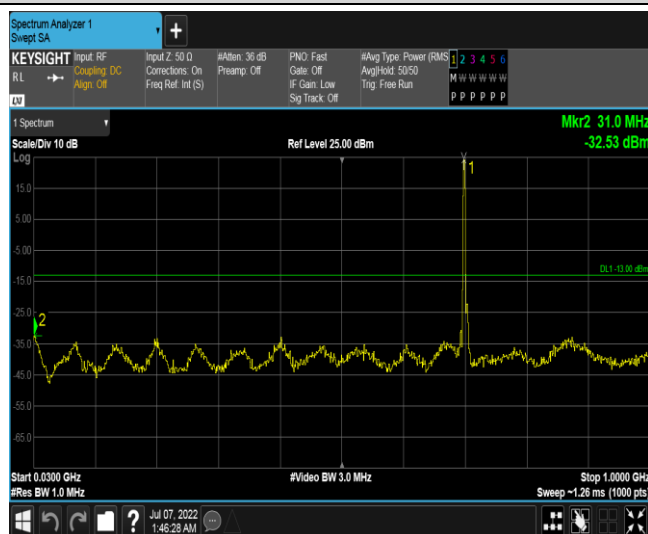 Spectrum Analyzer 1
Swept SA
+
KEYSIGHT
RL
LXI
Input: RF
Coupling: DC
Align: Off
Input Z: 50 Ω
Corrections: On
Freq Ref: Int (S)
#Atten: 36 dB
Preamp: Off
PNO: Fast
Gate: Off
IF Gain: Low
Sig Track: Off
#Avg Type: Power (RMS
Avg|Hold: 50/50
Trig: Free Run
1 2 3 4 5 6
M W W W W W
P P P P P P
1 Spectrum
Mkr2 31.0 MHz
Scale/Div 10 dB
Ref Level 25.00 dBm
-32.53 dBm
Log
1
15.0
5.00
-5.00
DL1 -13.00 dBm
-15.0
-25.0
2
-35.0
-45.0
-55.0
-65.0
Start 0.0300 GHz
#Video BW 3.0 MHz
Stop 1.0000 GHz
#Res BW 1.0 MHz
Sweep ~1.26 ms (1000 pts)
?
Jul 07, 2022
1:46:28 AM